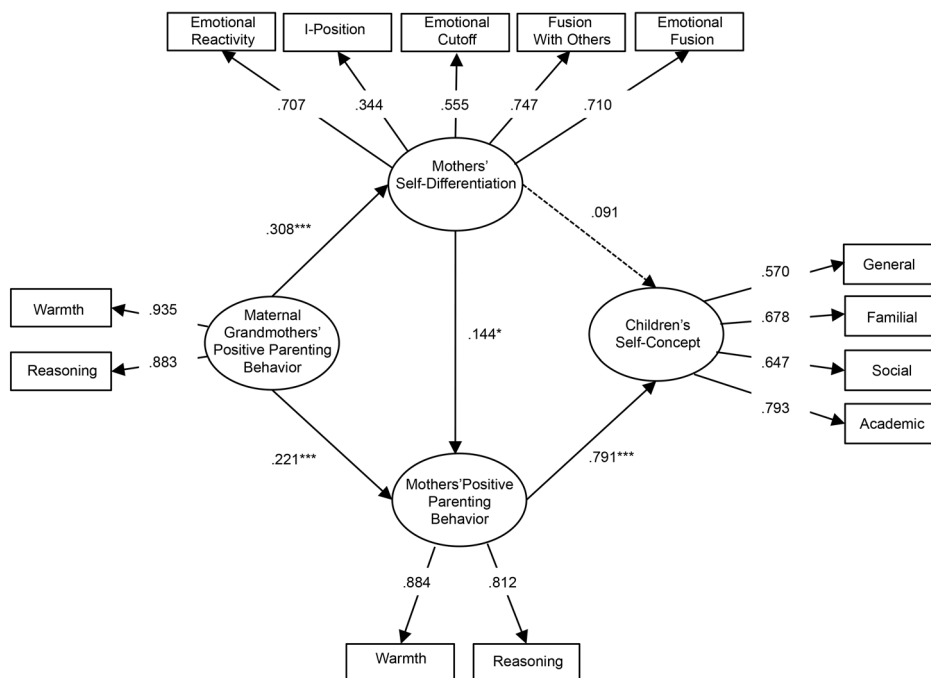 Emotional
Reactivity
I-Position
Emotional
Cutoff
Fusion
With Others
Emotional
Fusion
.707
.344
.555
.747
.710
Mothers'
Self-Differentiation
.308***
.091
Warmth
.935
Reasoning
.883
Maternal
Grandmothers'
Positive Parenting
Behavior
.144*
Children's
Self-Concept
.570
General
.678
Familial
.647
Social
.793
Academic
.221***
.791***
Mothers'Positive
Parenting
Behavior
.884
.812
Warmth
Reasoning